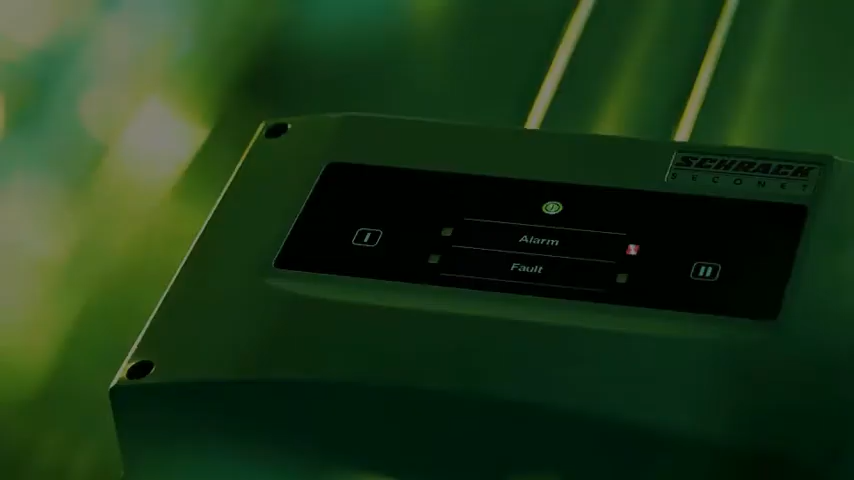 SCHRACK
SECONET
Alarm
I
II
Fault